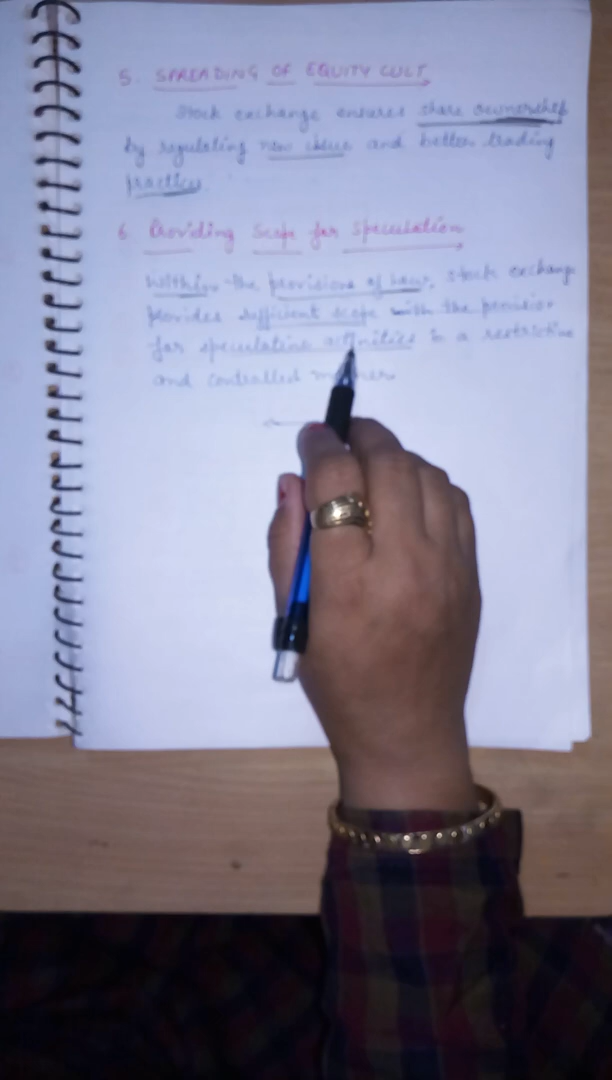 5. SPREADING OF EQUITY CULT
Stock exchange ensures share ownership
by regulating new issue and better trading
practices.
6 Providing Scope for Speculation
Within the provisions of law, stock exchange
provides sufficient scope with the provision
for speculative activities in a restrictive
and controlled manner.